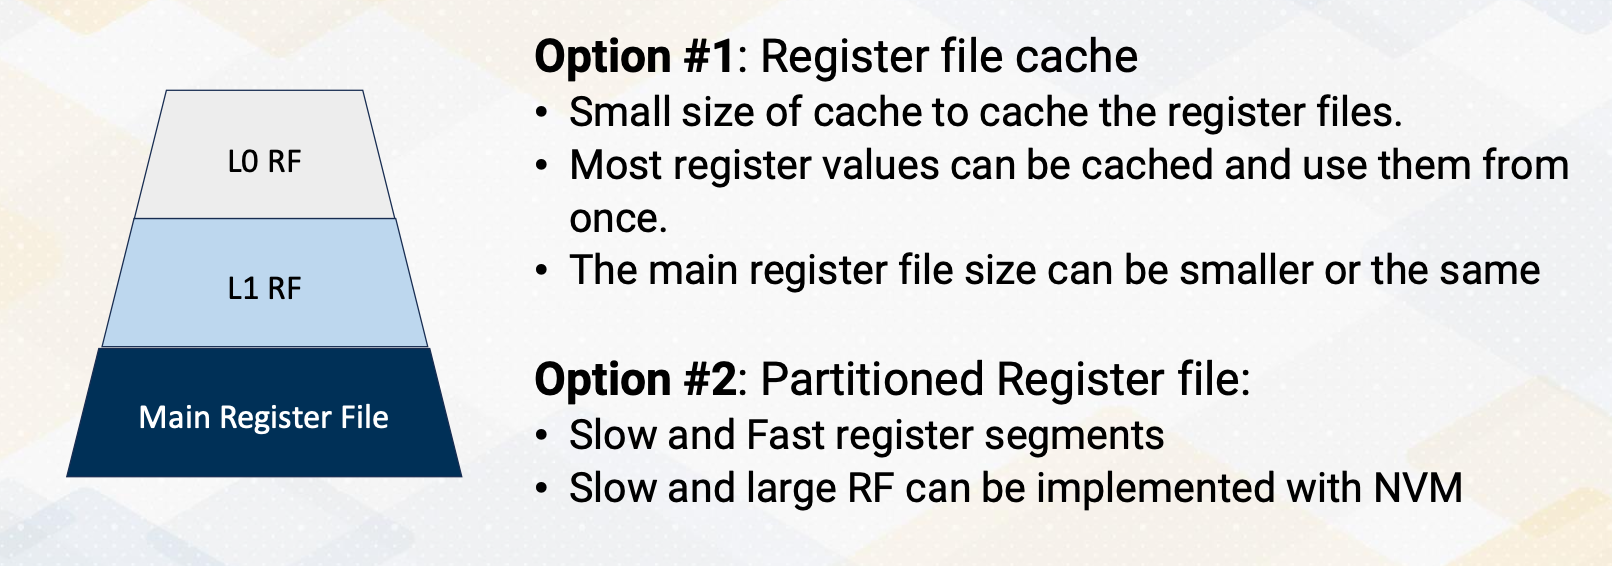 L0 RF
L1 RF
Main Register File
Option #1: Register file cache
• Small size of cache to cache the register files.
• Most register values can be cached and use them from
once.
• The main register file size can be smaller or the same
Option #2: Partitioned Register file:
• Slow and Fast register segments
• Slow and large RF can be implemented with NVM